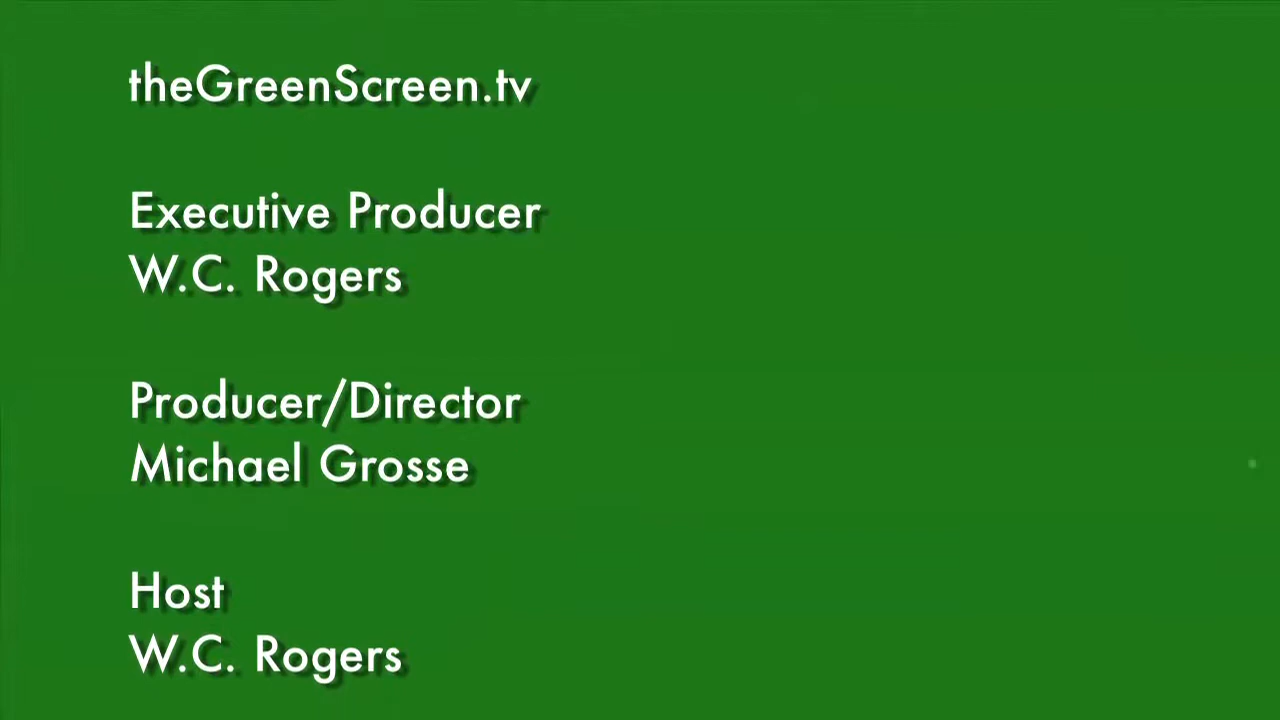 theGreenScreen.tv
Executive Producer
W.C. Rogers
Producer/Director
Michael Grosse
Host
W.C. Rogers